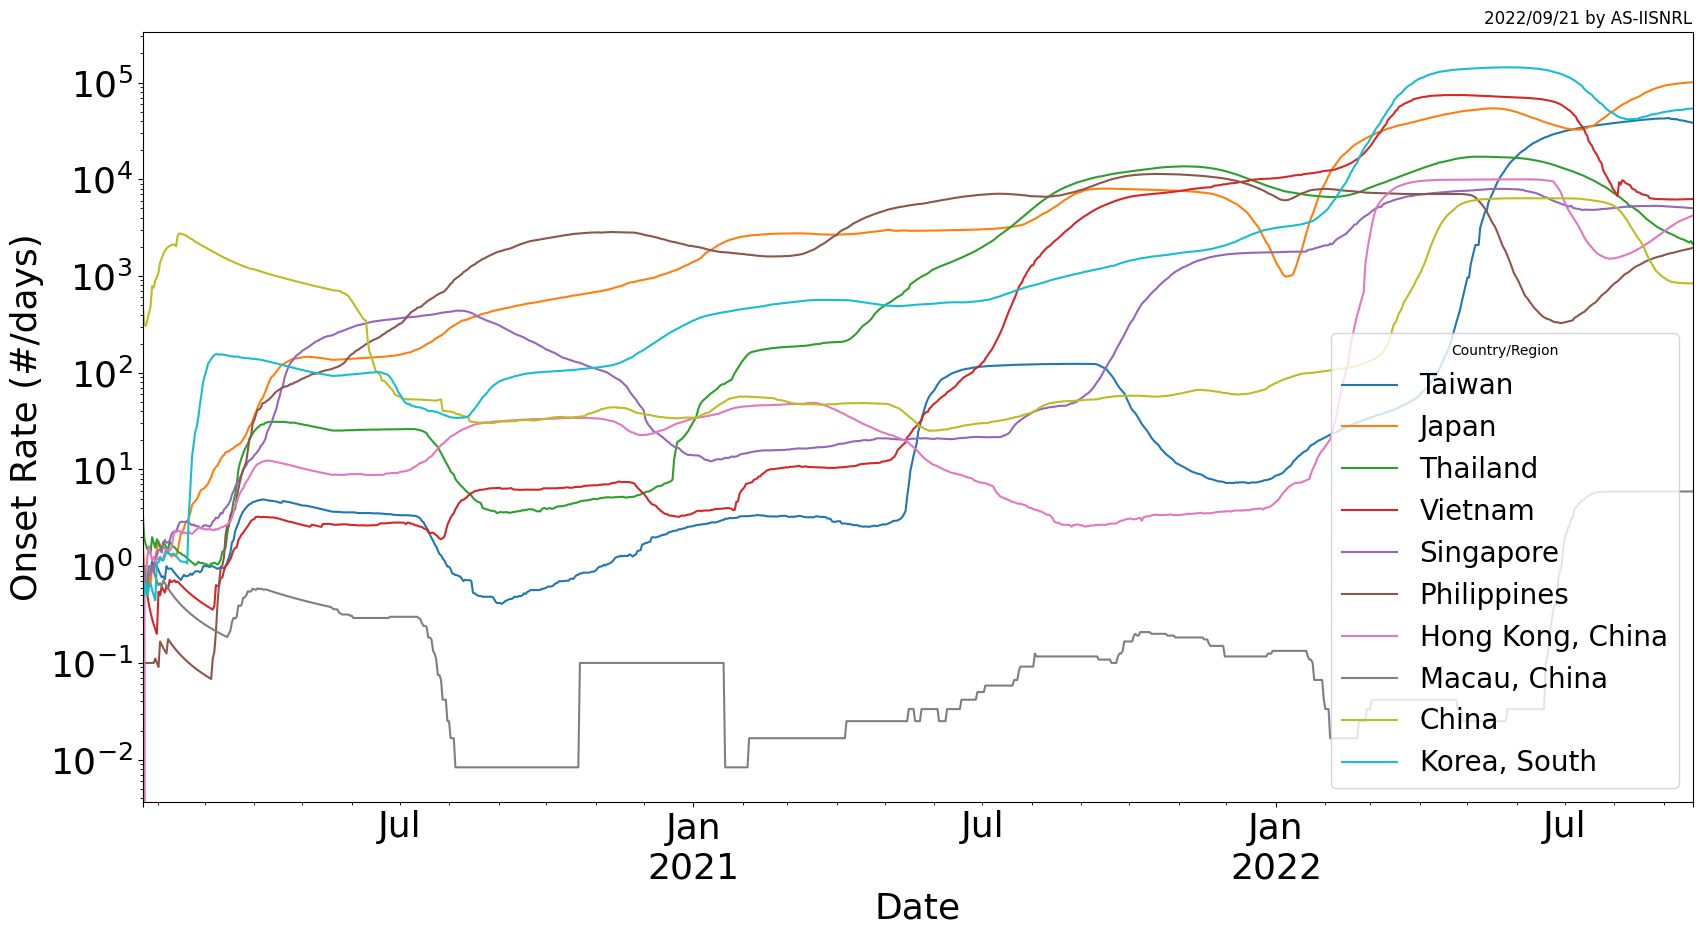 2022/09/21 by AS-IISNRL
Onset Rate (#/days)
10^5
10^4
10^3
10^2
10^1
10^0
10^−1
10^−2
Country/Region
Taiwan
Japan
Thailand
Vietnam
Singapore
Philippines
Hong Kong, China
Macau, China
China
Korea, South
Jul
Jan
2021
Jul
Jan
2022
Jul
Date